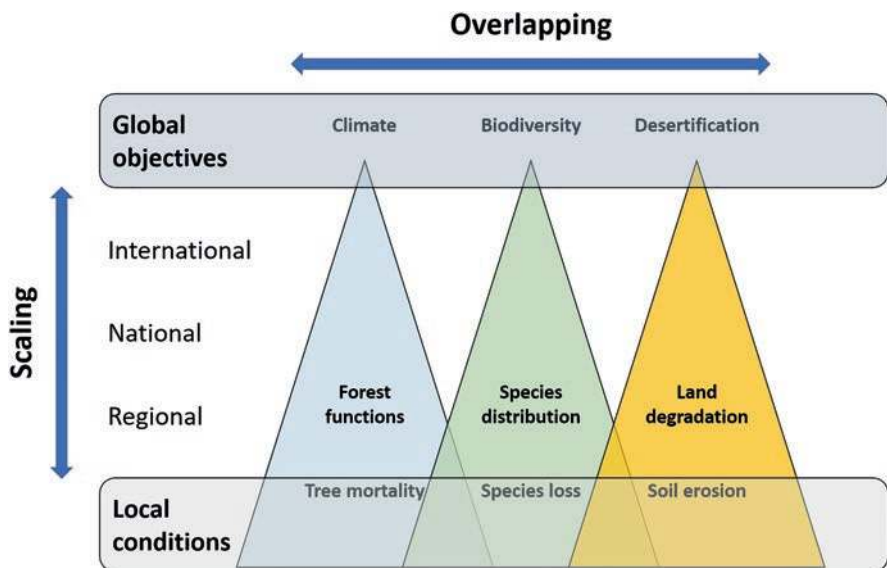 Overlapping
Global
objectives
Climate
Biodiversity
Desertification
Scaling
International
National
Regional
Forest
functions
Species
distribution
Land
degradation
Local
conditions
Tree mortality
Species loss
Soil erosion